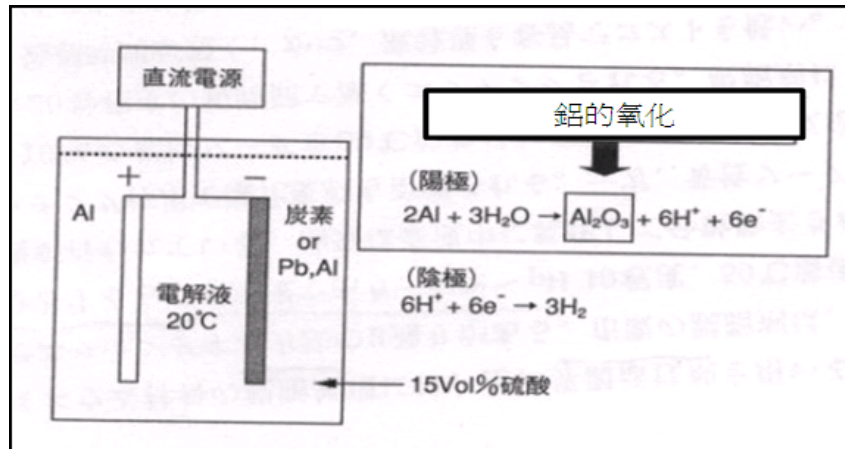 直流電源
+
−
Al
炭素
or
Pb,Al
電解液
20℃
15Vol%硫酸
鋁的氧化
(陽極)
2Al + 3H₂O → Al₂O₃ + 6H⁺ + 6e⁻
(陰極)
6H⁺ + 6e⁻ → 3H₂